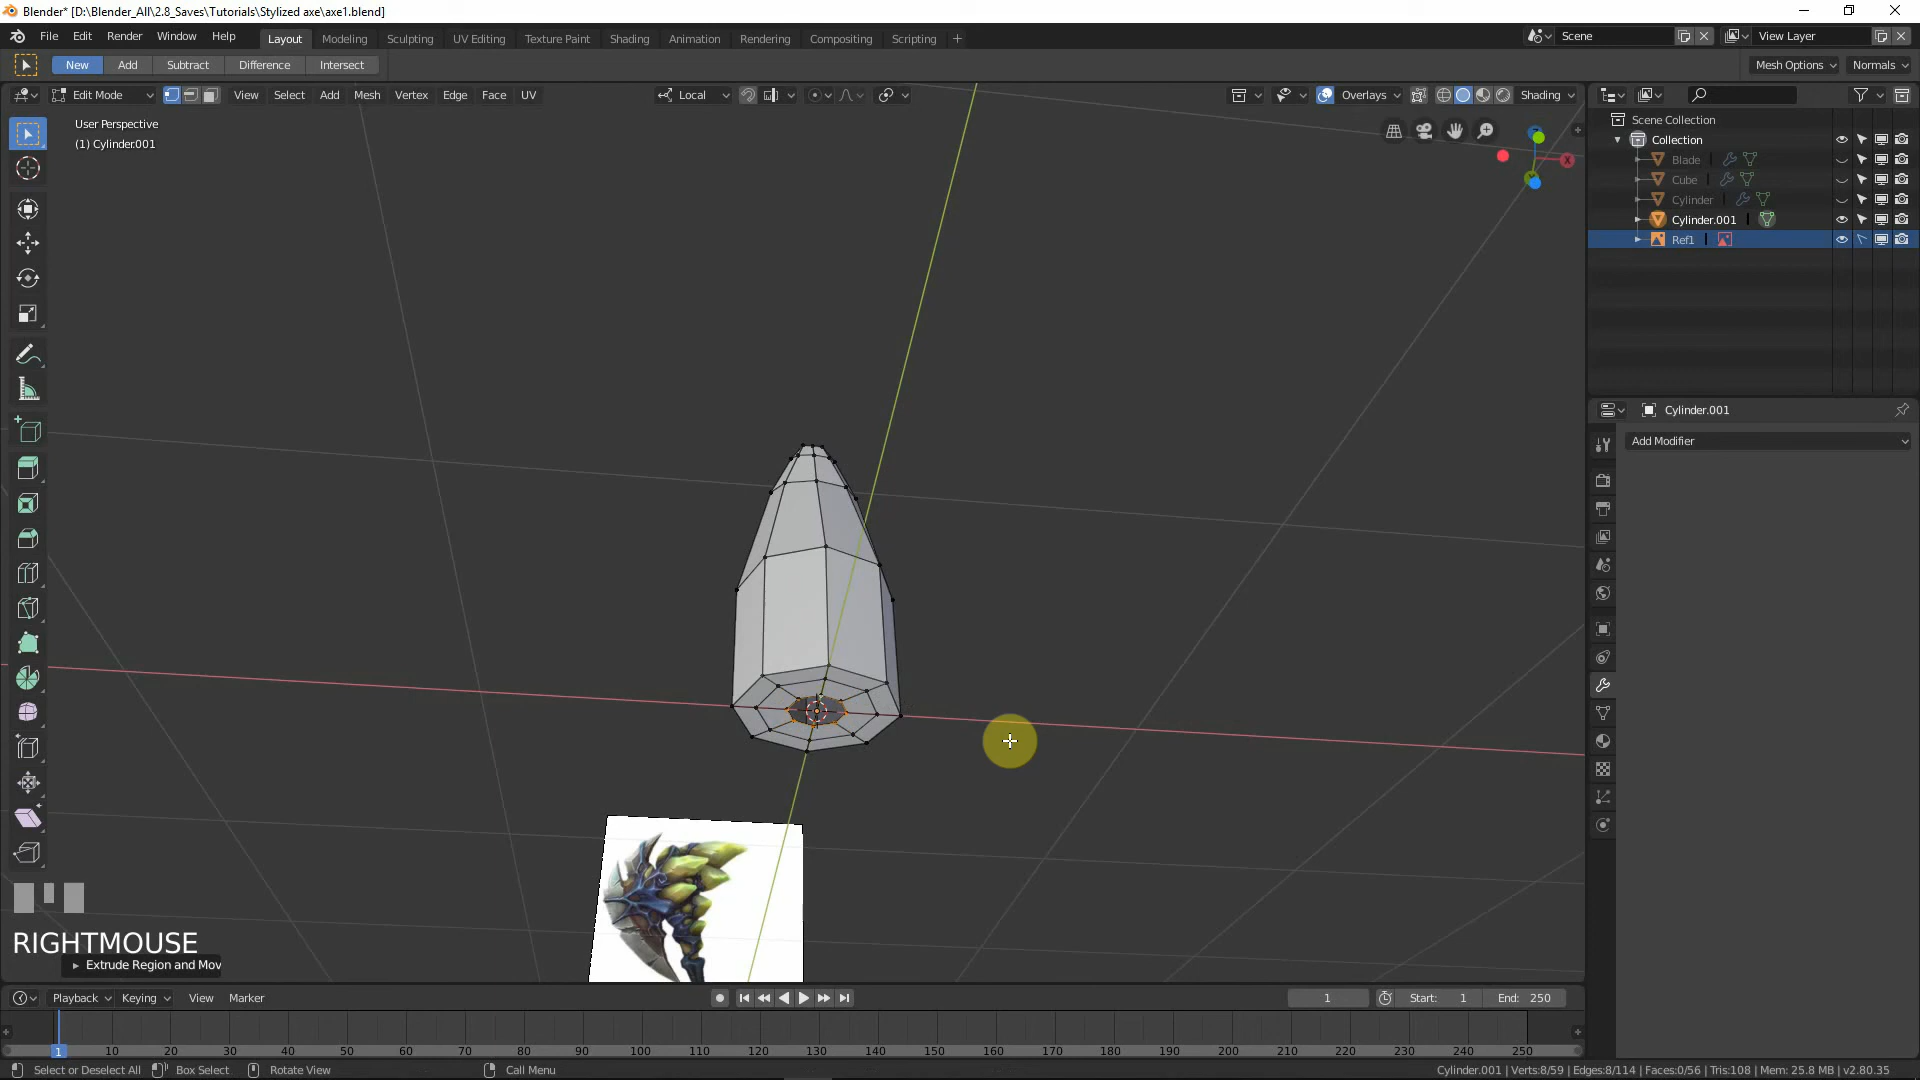 Blender* [D:\Blender_All\2.8_Saves\Tutorials\Stylized axe\axe1.blend]
File Edit Render Window Help Layout Modeling Sculpting UV Editing Texture Paint Shading Animation Rendering Compositing Scripting + Scene View Layer
New Add Subtract Difference Intersect Mesh Options Normals
Edit Mode View Select Add Mesh Vertex Edge Face UV Local Overlays Shading
User Perspective
(1) Cylinder.001
X
Scene Collection
Collection
Blade
Cube
Cylinder
Cylinder.001
Ref1
Cylinder.001
Add Modifier
RIGHTMOUSE
Extrude Region and Mov
Playback Keying View Marker 1 Start: 1 End: 250
1 10 20 30 40 50 60 70 80 90 100 110 120 130 140 150 160 170 180 190 200 210 220 230 240 250
Select or Deselect All Box Select Rotate View Call Menu Cylinder.001 | Verts:8/59 | Edges:8/114 | Faces:0/56 | Tris:108 | Mem: 25.8 MB | v2.80.35